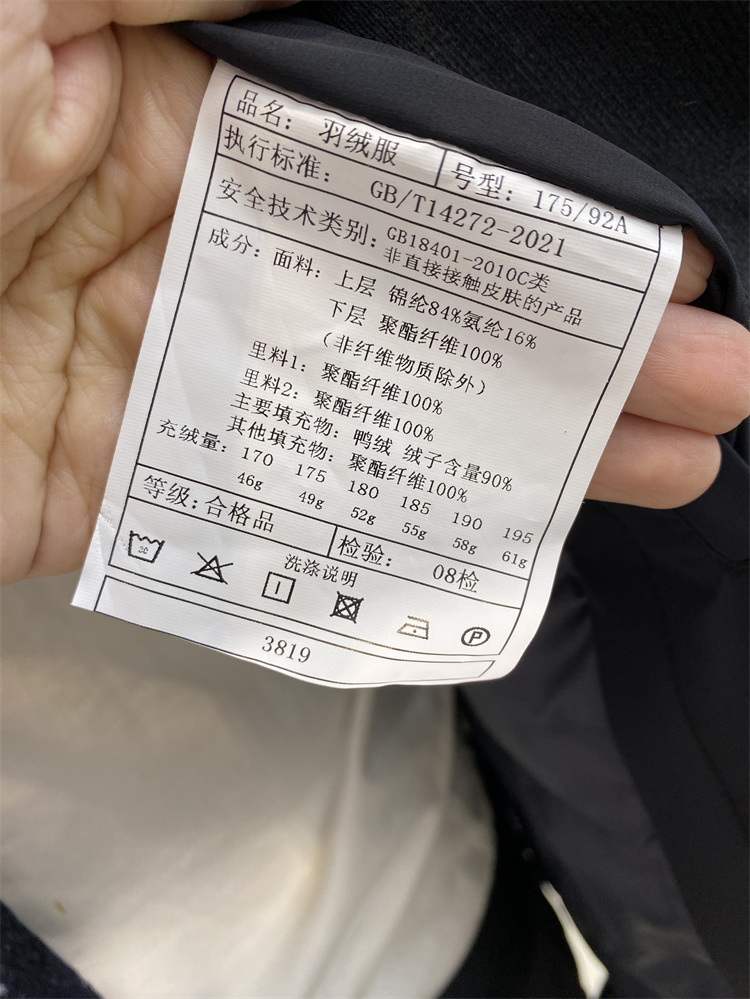 品名: 羽绒服 号型: 175/92A
执行标准: GB/T14272-2021
安全技术类别: GB18401-2010C类
非直接接触皮肤的产品
成分: 面料: 上层 锦纶84%氨纶16%
下层 聚酯纤维100%
(非纤维物质除外)
里料1: 聚酯纤维100%
里料2: 聚酯纤维100%
主要填充物: 鸭绒 绒子含量90%
其他填充物: 聚酯纤维100%
充绒量: 170 175 180 185 190 195
46g 49g 52g 55g 58g 61g
等级: 合格品 检验: 08检
洗涤说明
P
3819